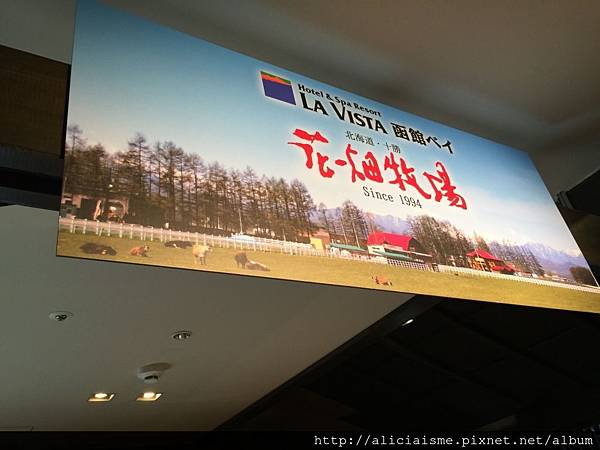 Hotel & Spa Resort
LA VISTA 函館ベイ
北海道・十勝
花畑牧場
Since 1994
http://aliciaisme.pixnet.net/album